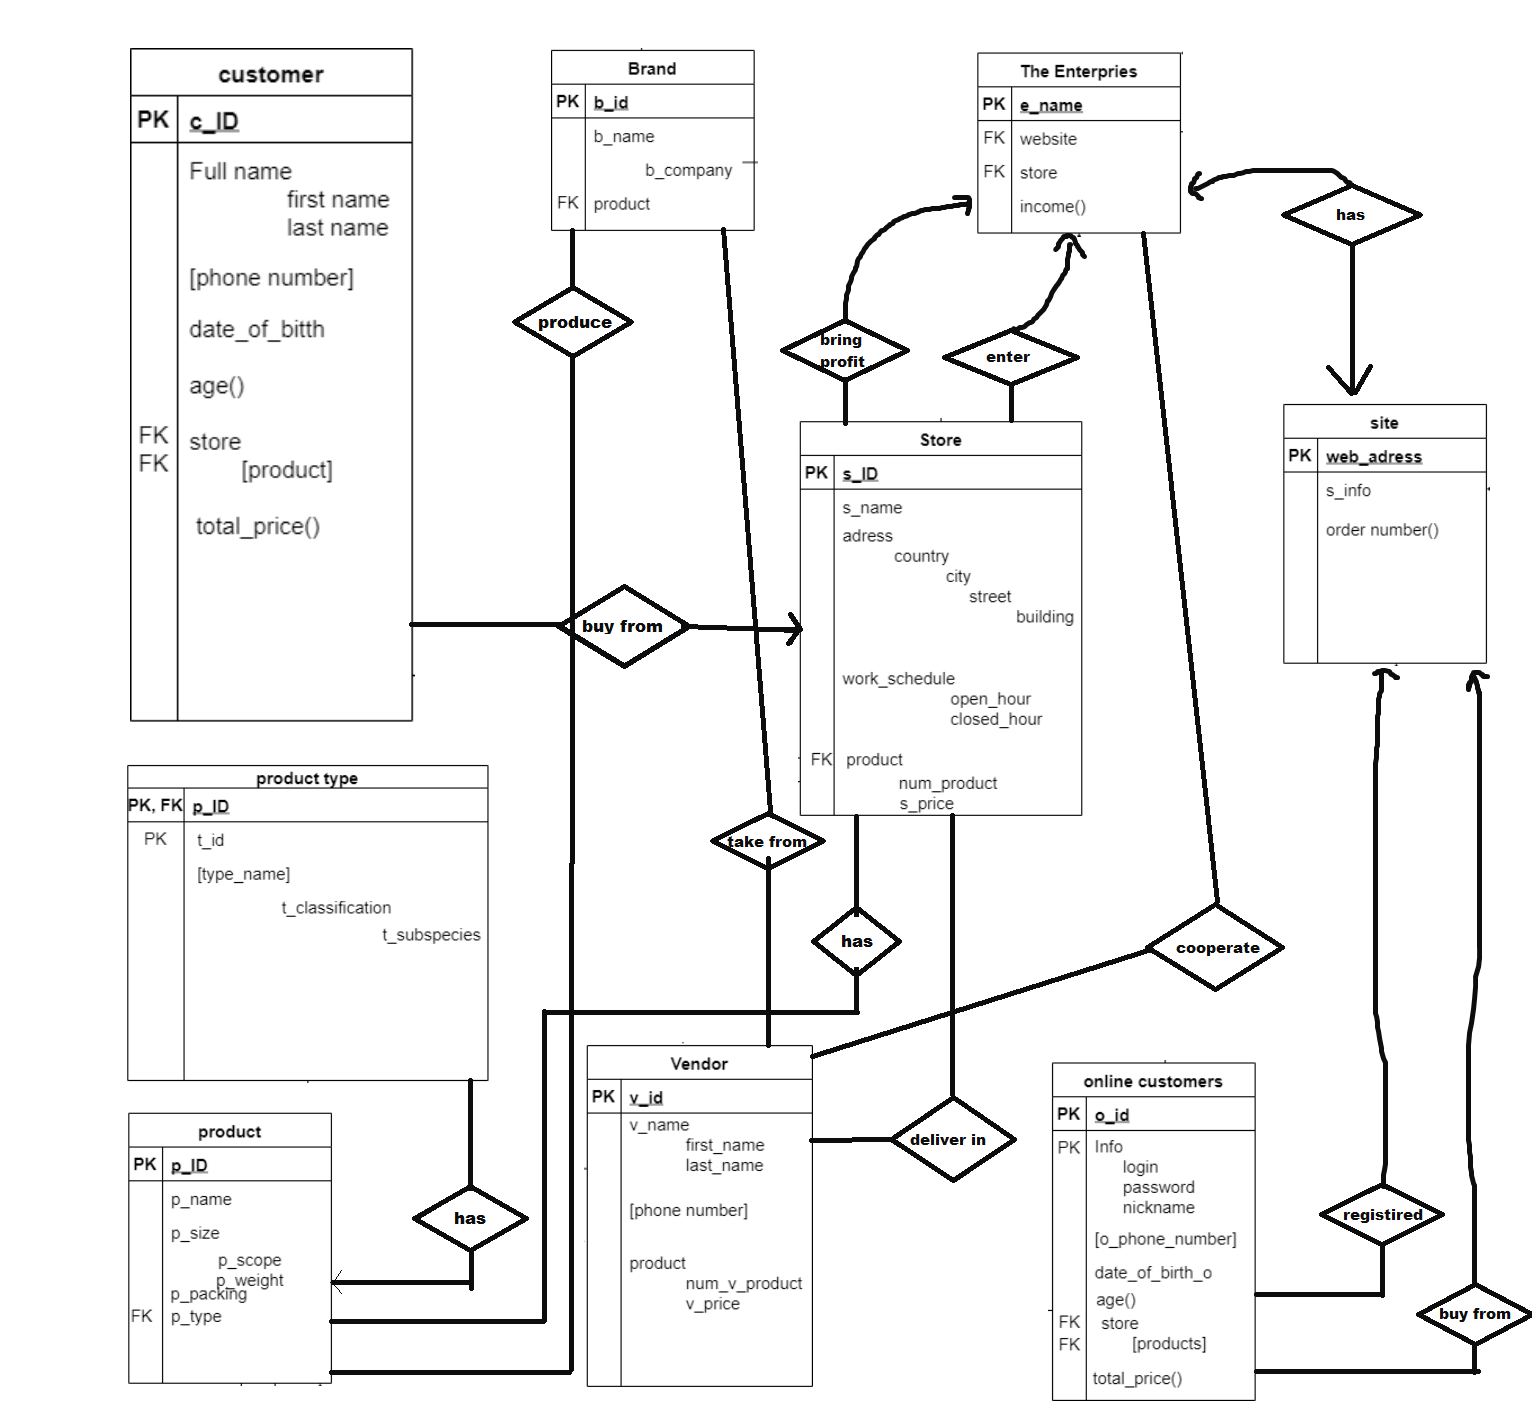 customer
PK c_ID
Full name
first name
last name
[phone number]
date_of_bitth
age()
FK store
FK [product]
total_price()
Brand
PK b_id
b_name
b_company
FK product
The Enterpries
PK e_name
FK website
FK store
income()
has
produce
bring
profit
enter
site
PK web_adress
s_info
order number()
Store
PK s_ID
s_name
adress
country
city
street
building
work_schedule
open_hour
closed_hour
FK product
num_product
s_price
buy from
product type
PK, FK p_ID
PK t_id
[type_name]
t_classification
t_subspecies
take from
has
cooperate
product
PK p_ID
p_name
p_size
p_scope
p_weight
p_packing
FK p_type
has
Vendor
PK v_id
v_name
first_name
last_name
[phone number]
product
num_v_product
v_price
deliver in
online customers
PK o_id
PK Info
login
password
nickname
[o_phone_number]
date_of_birth_o
age()
FK store
FK [products]
total_price()
registired
buy from